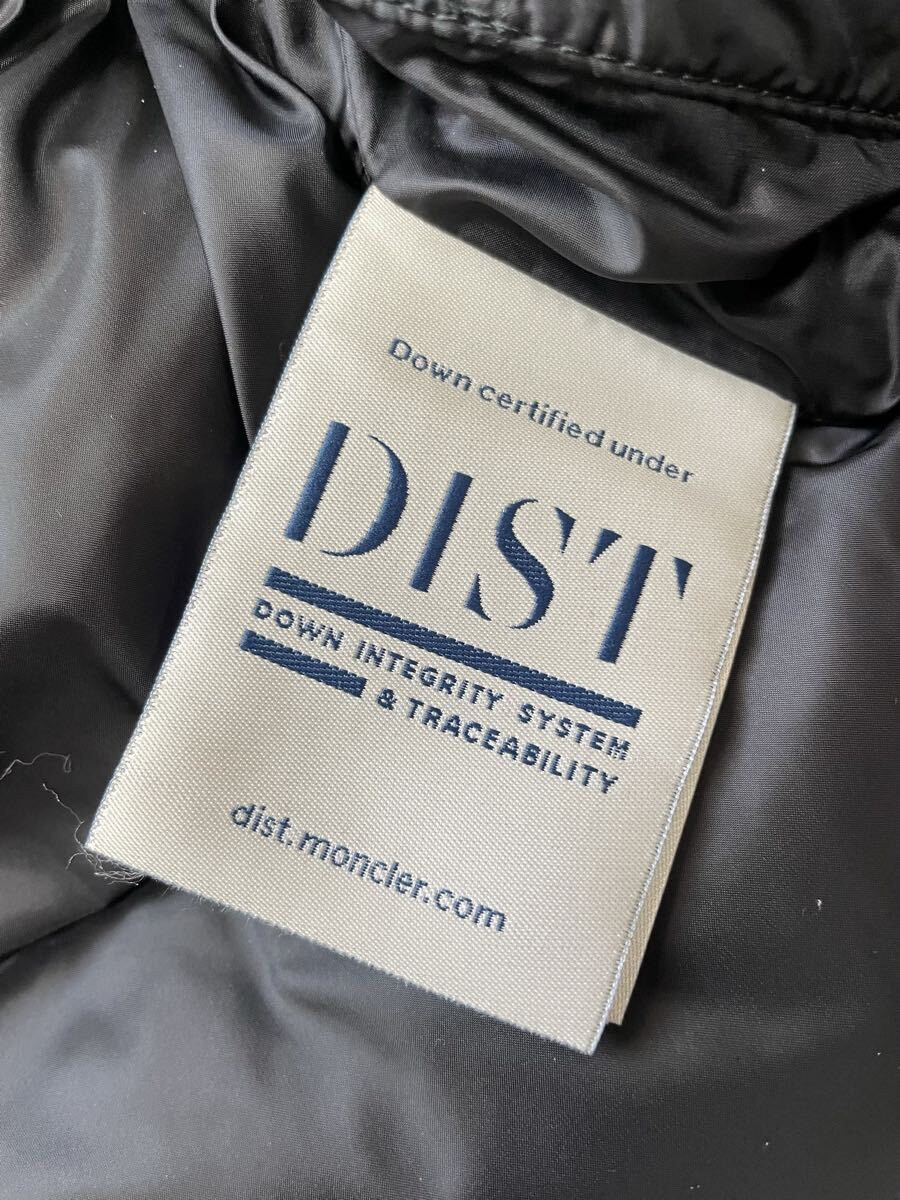 Down certified under
DIST
DOWN INTEGRITY SYSTEM
& TRACEABILITY
dist.moncler.com